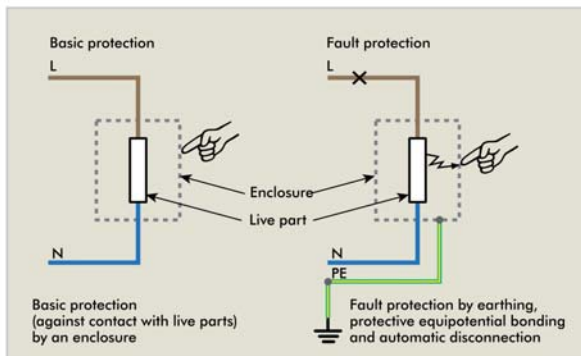 Basic protection
L
N
Basic protection
(against contact with live parts)
by an enclosure
Enclosure
Live part
Fault protection
L
N
PE
Fault protection by earthing,
protective equipotential bonding
and automatic disconnection